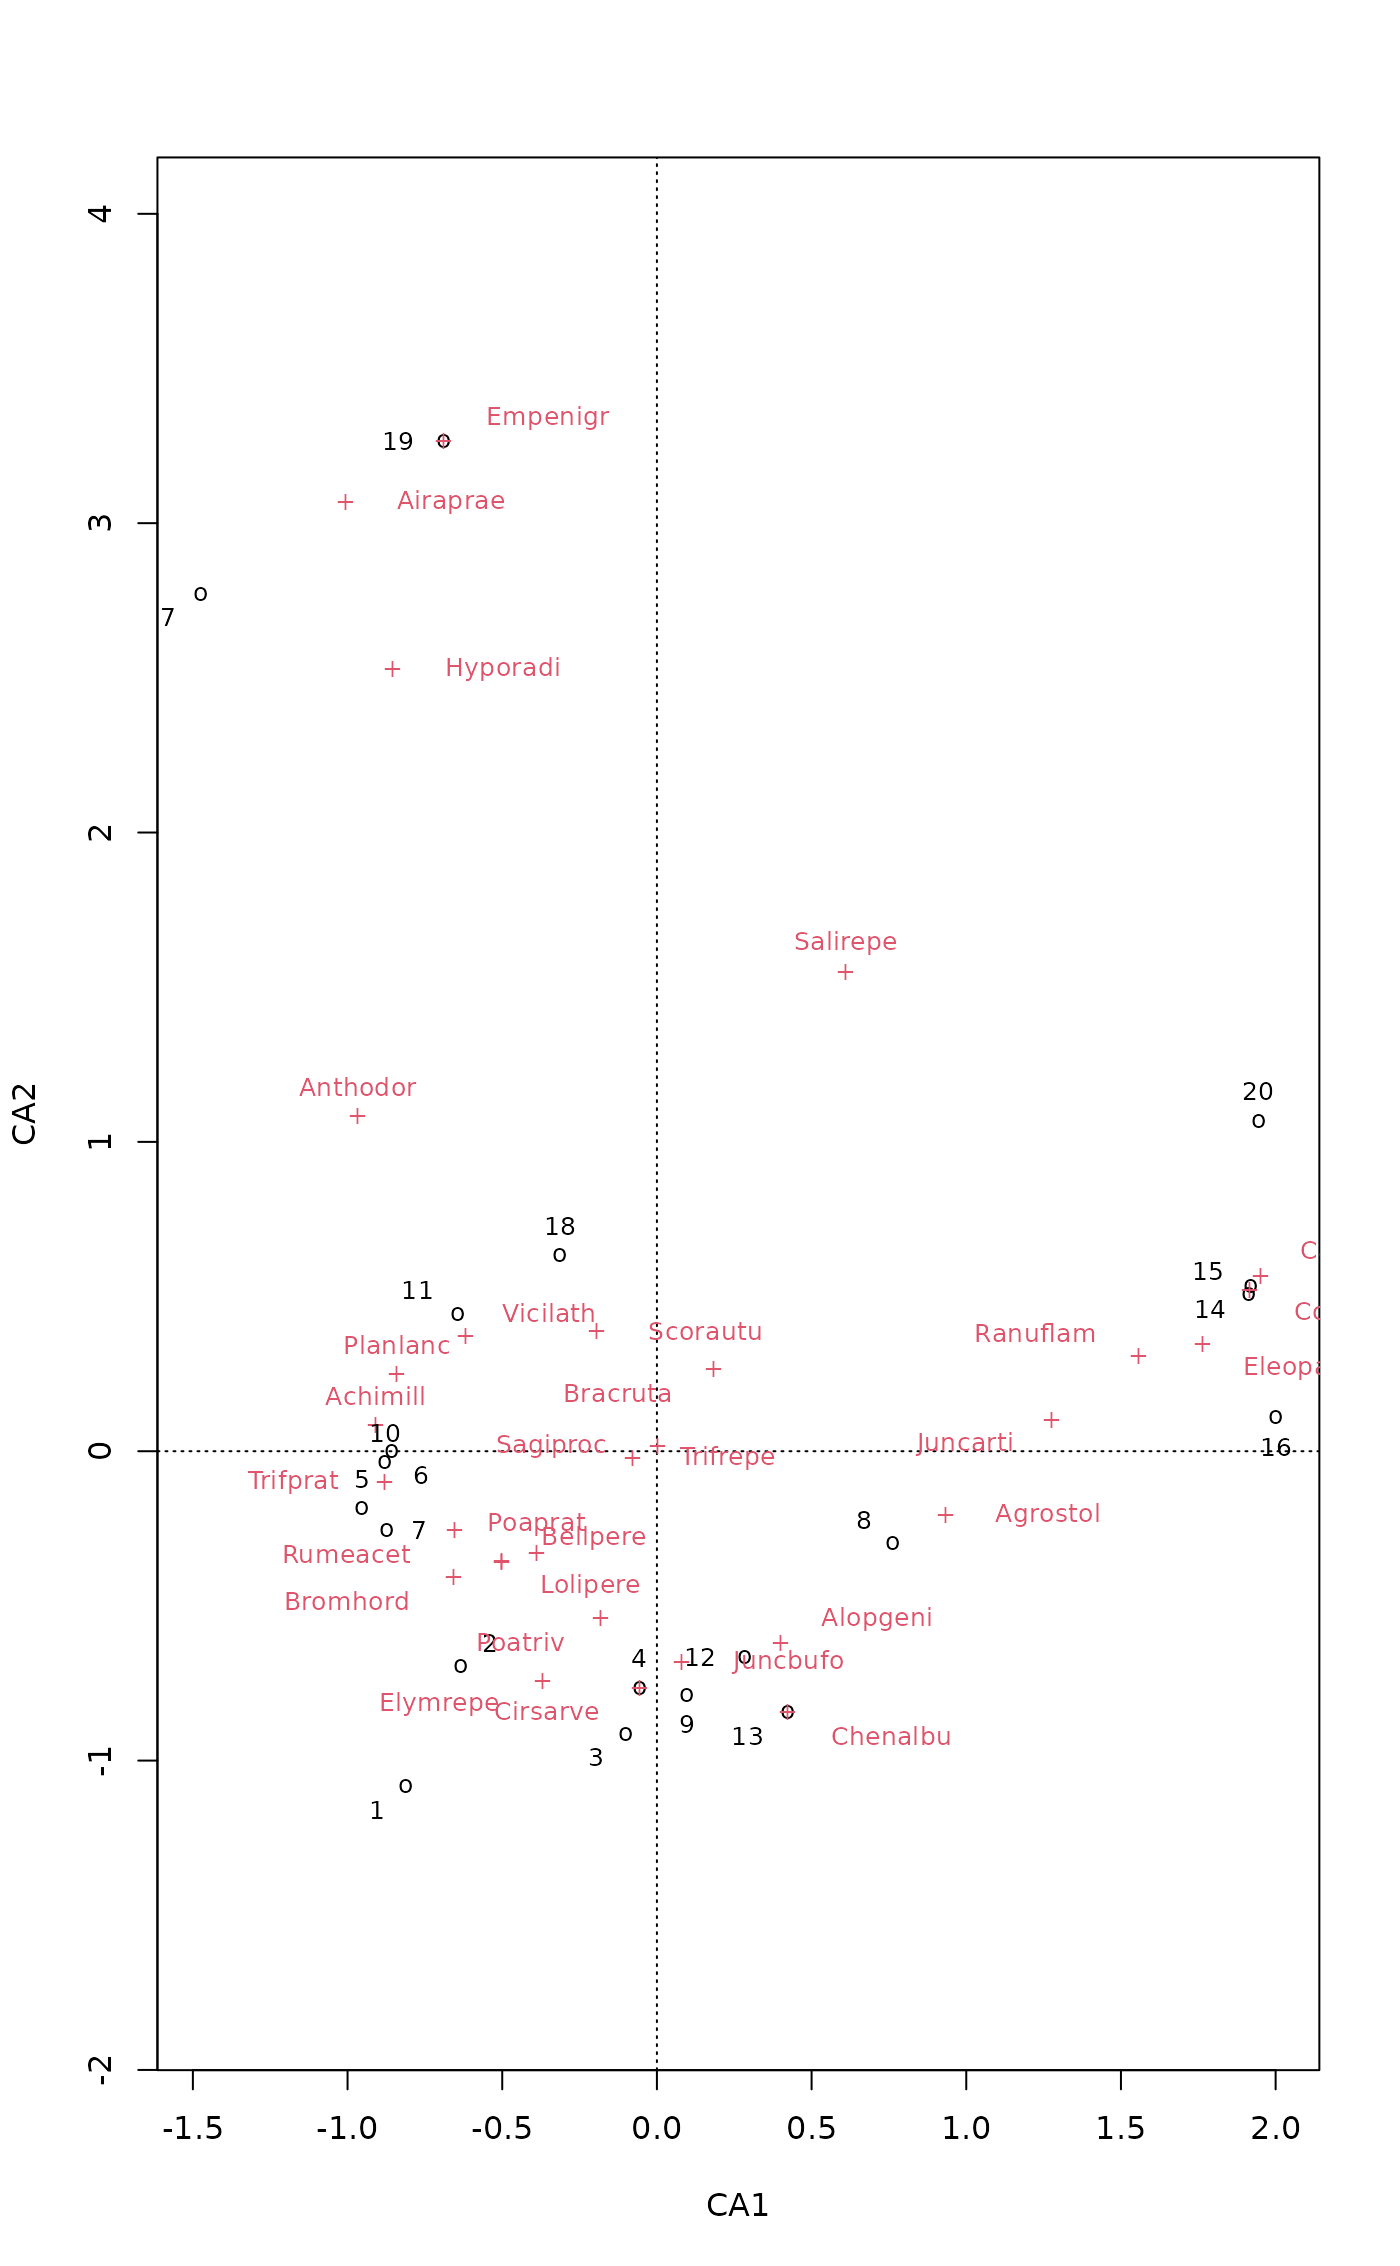 4
Empenigr
19
Airaprae
3
7
Hyporadi
2
Salirepe
Anthodor
20
CA2
1
18
C
15
11
Vicilath
14
Co
Scorautu
Ranuflam
Planlanc
Eleopa
Bracruta
Achimill
10
Juncarti
16
0
Sagiproc
Trifrepe
5
6
Trifprat
Agrostol
8
Poaprat
7
Bellpere
Rumeacet
Lolipere
Bromhord
Alopgeni
2
Poatriv
4
12
Juncbufo
Elymrepe
Cirsarve
9
13
Chenalbu
3
-1
1
-2
-1.5 -1.0 -0.5 0.0 0.5 1.0 1.5 2.0
CA1